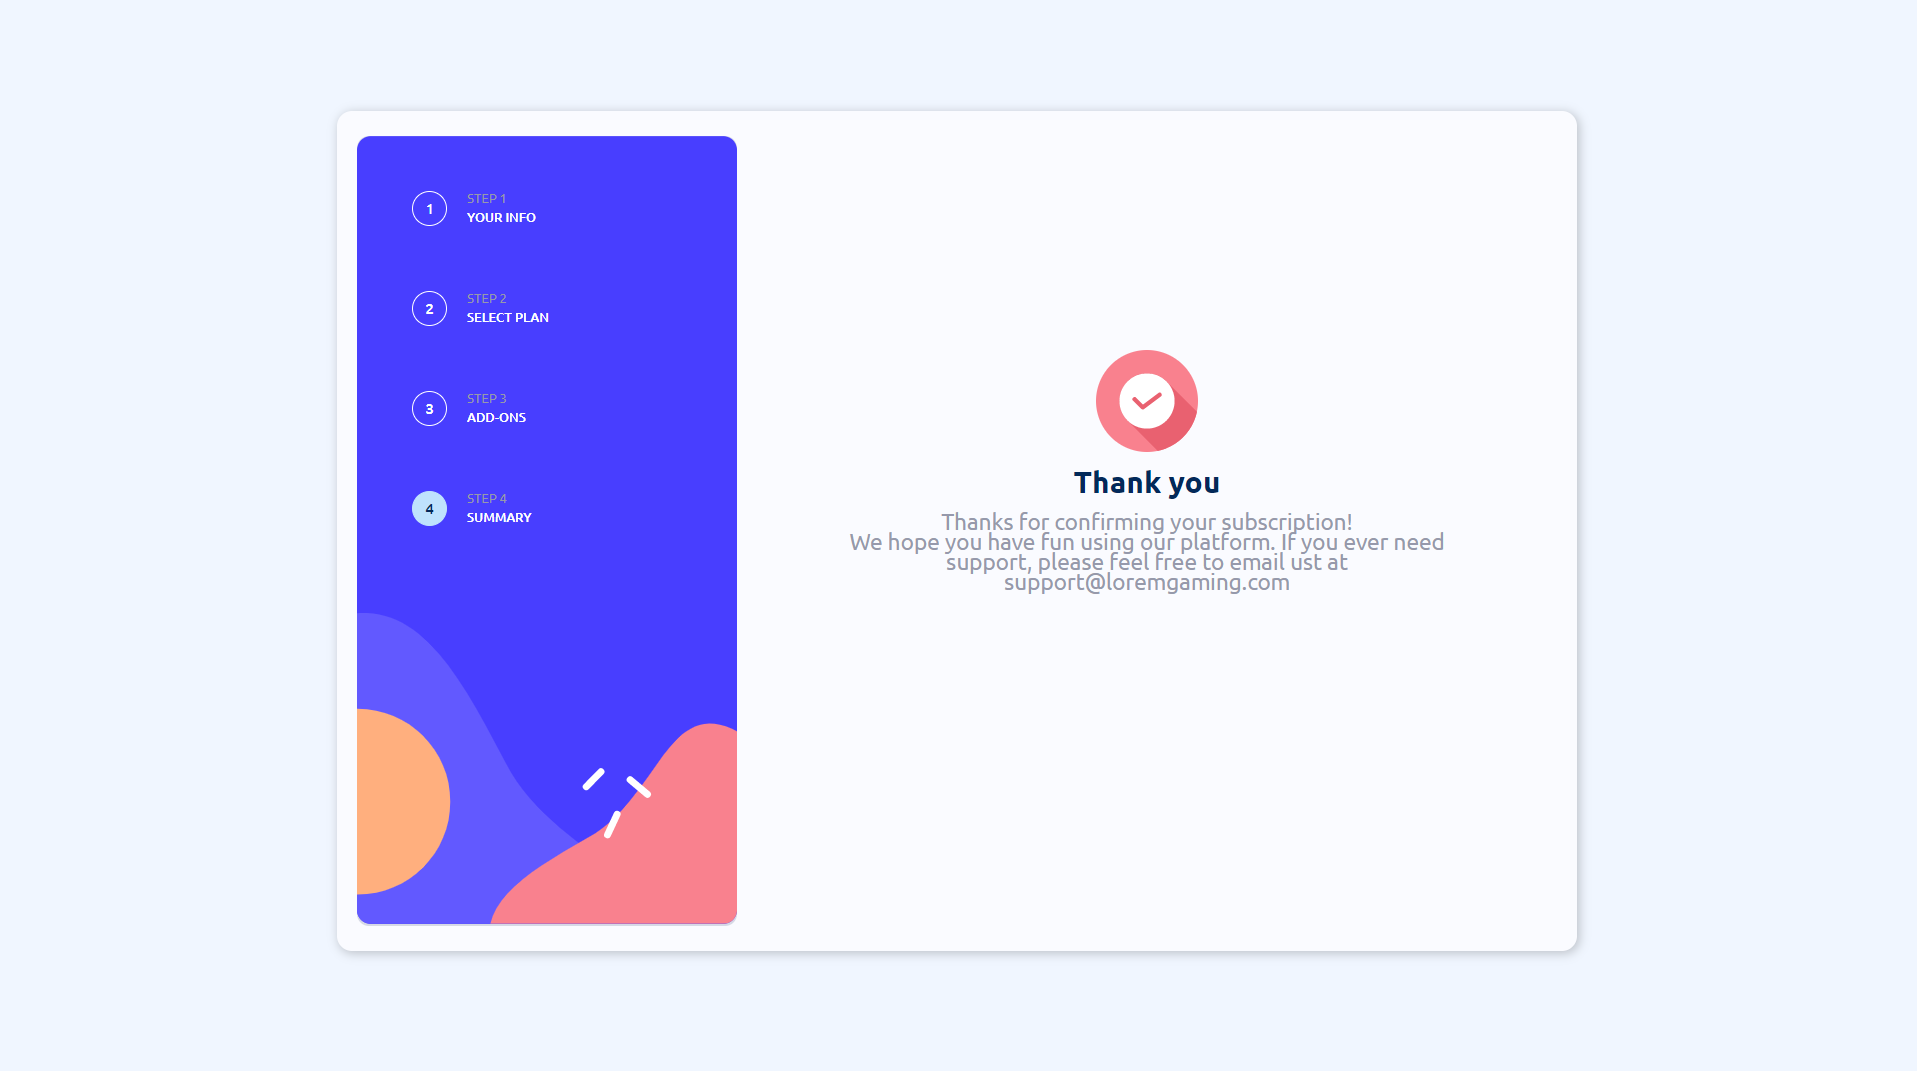 1
STEP 1
YOUR INFO
2
STEP 2
SELECT PLAN
3
STEP 3
ADD-ONS
4
STEP 4
SUMMARY
Thank you
Thanks for confirming your subscription!
We hope you have fun using our platform. If you ever need
support, please feel free to email ust at
support@loremgaming.com